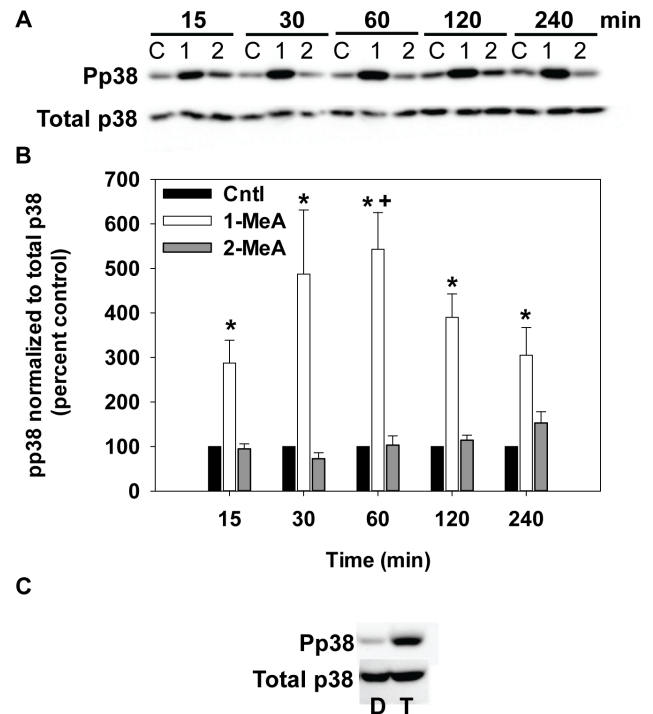 A
15 30 60 120 240 min
C 1 2 C 1 2 C 1 2 C 1 2 C 1 2
Pp38
Total p38
B
pp38 normalized to total p38
(percent control)
700
600
500
400
300
200
100
0
Cntl
1-MeA
2-MeA
* * * + * *
15 30 60 120 240
Time (min)
C
Pp38
Total p38
D T